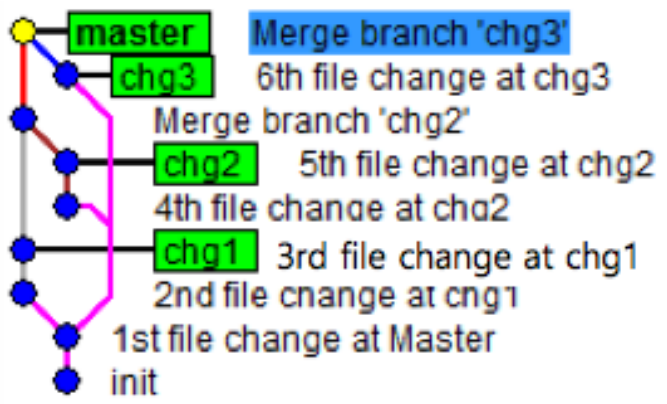 master Merge branch 'chg3'
chg3 6th file change at chg3
Merge branch 'chg2'
chg2 5th file change at chg2
4th file change at chg2
chg1 3rd file change at chg1
2nd file change at chg1
1st file change at Master
init